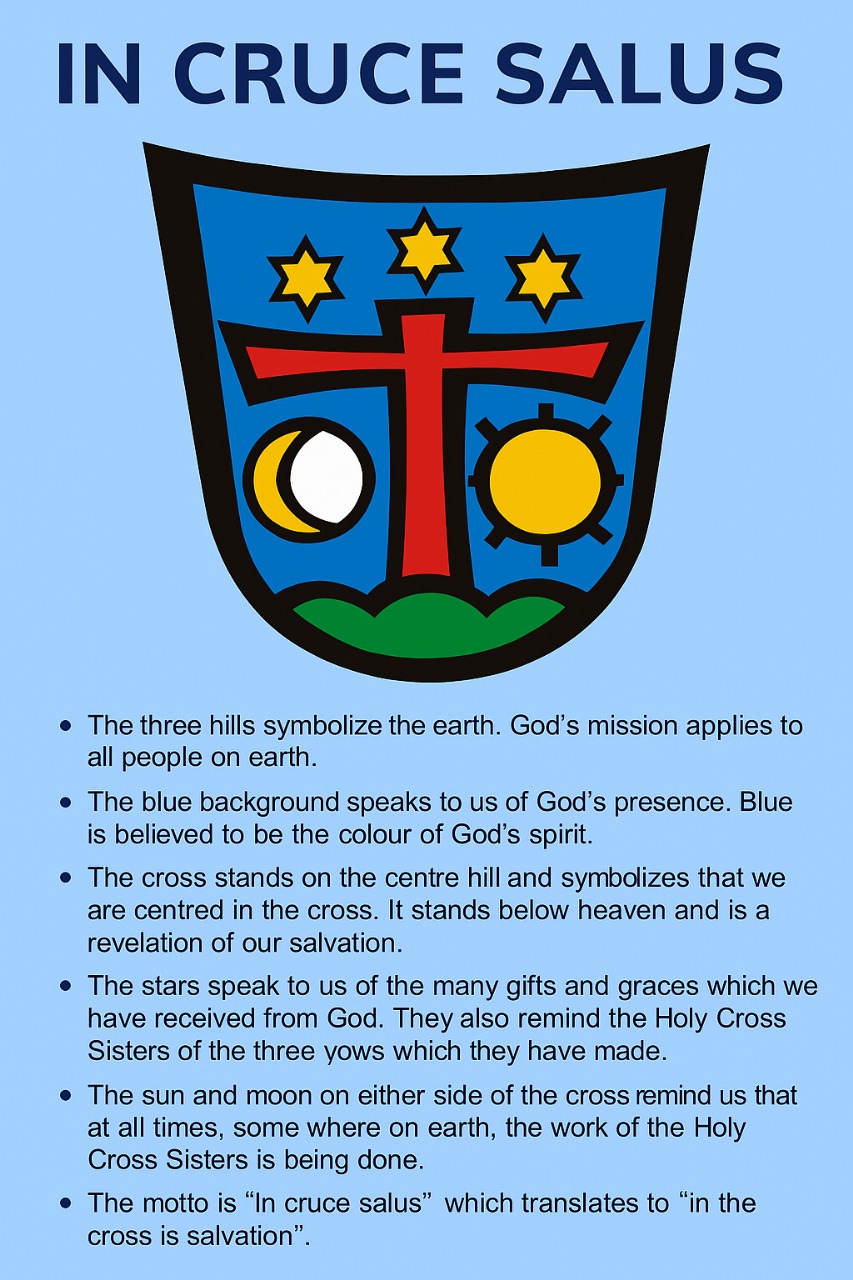 IN CRUCE SALUS
• The three hills symbolize the earth. God’s mission applies to
all people on earth.
• The blue background speaks to us of God’s presence. Blue
is believed to be the colour of God’s spirit.
• The cross stands on the centre hill and symbolizes that we
are centred in the cross. It stands below heaven and is a
revelation of our salvation.
• The stars speak to us of the many gifts and graces which we
have received from God. They also remind the Holy Cross
Sisters of the three yows which they have made.
• The sun and moon on either side of the cross remind us that
at all times, some where on earth, the work of the Holy
Cross Sisters is being done.
• The motto is “In cruce salus” which translates to “in the
cross is salvation”.